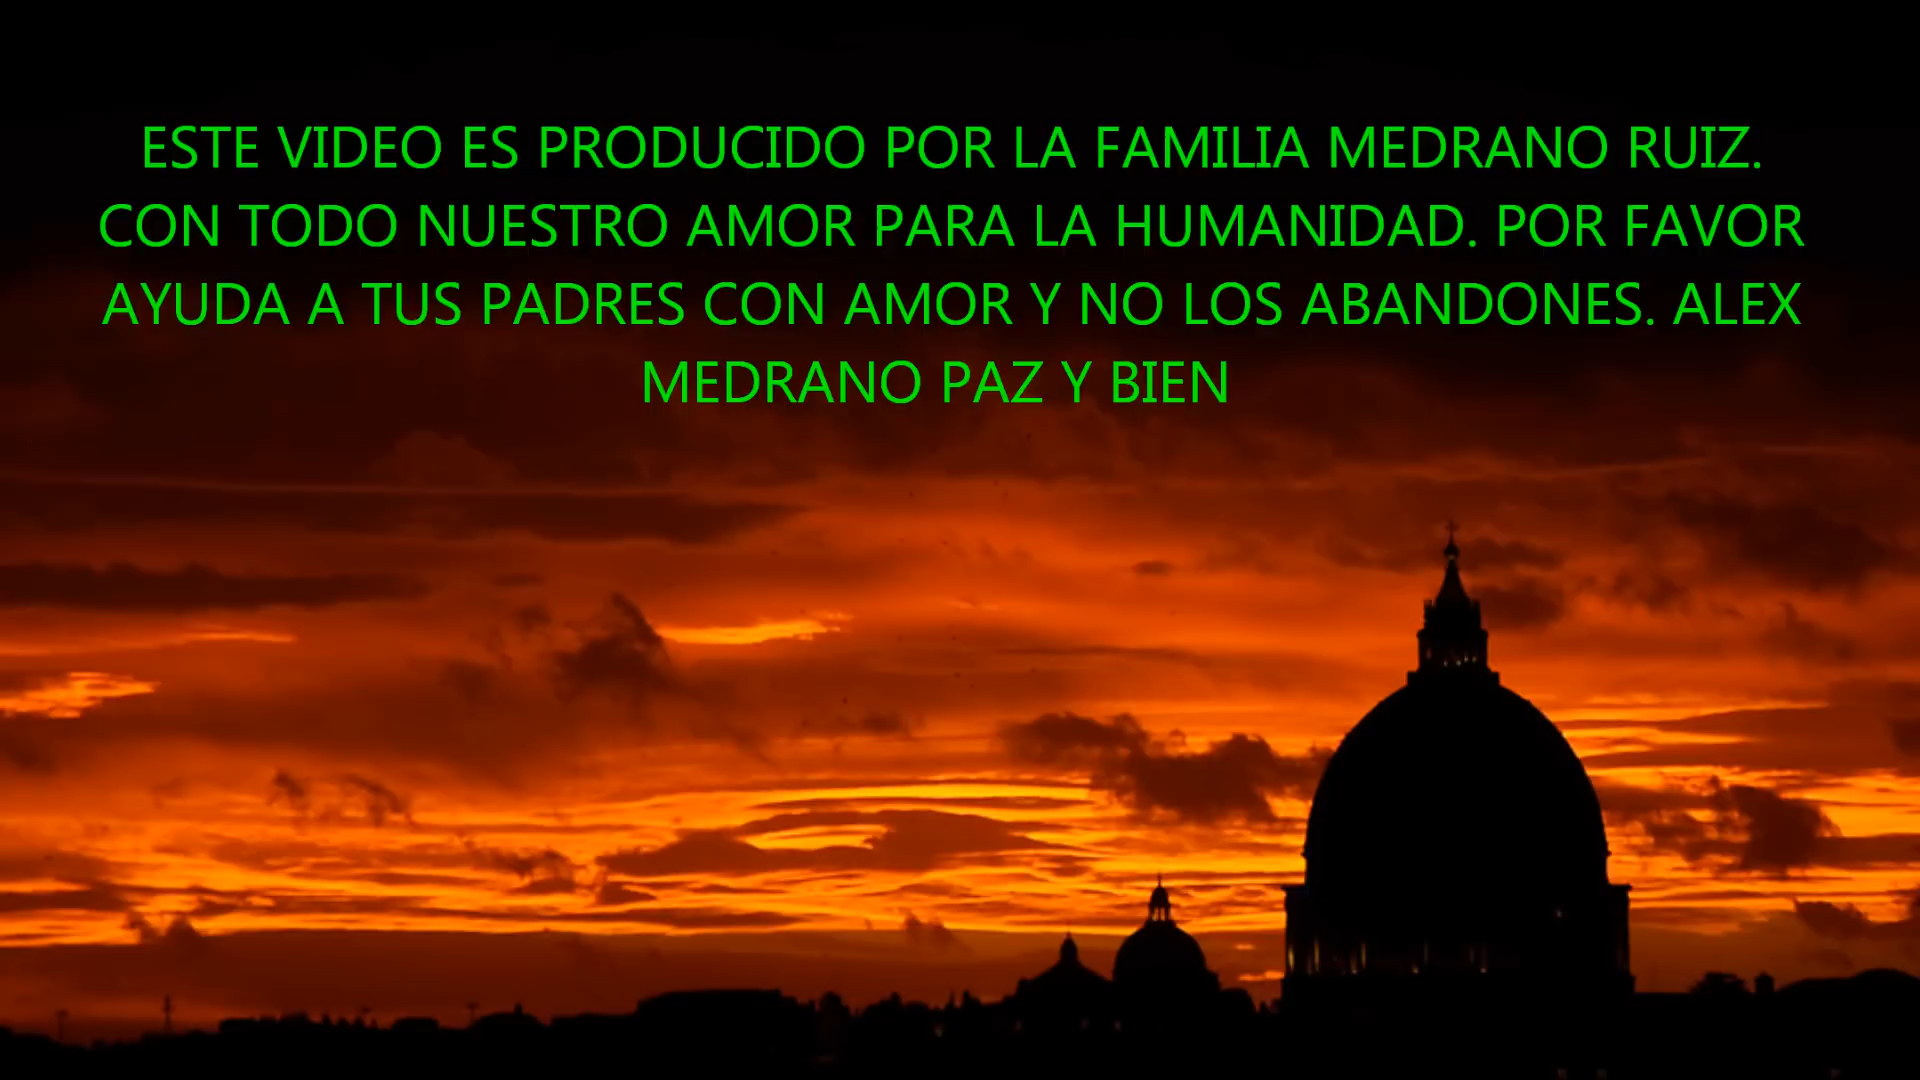 ESTE VIDEO ES PRODUCIDO POR LA FAMILIA MEDRANO RUIZ.
CON TODO NUESTRO AMOR PARA LA HUMANIDAD. POR FAVOR
AYUDA A TUS PADRES CON AMOR Y NO LOS ABANDONES. ALEX
MEDRANO PAZ Y BIEN